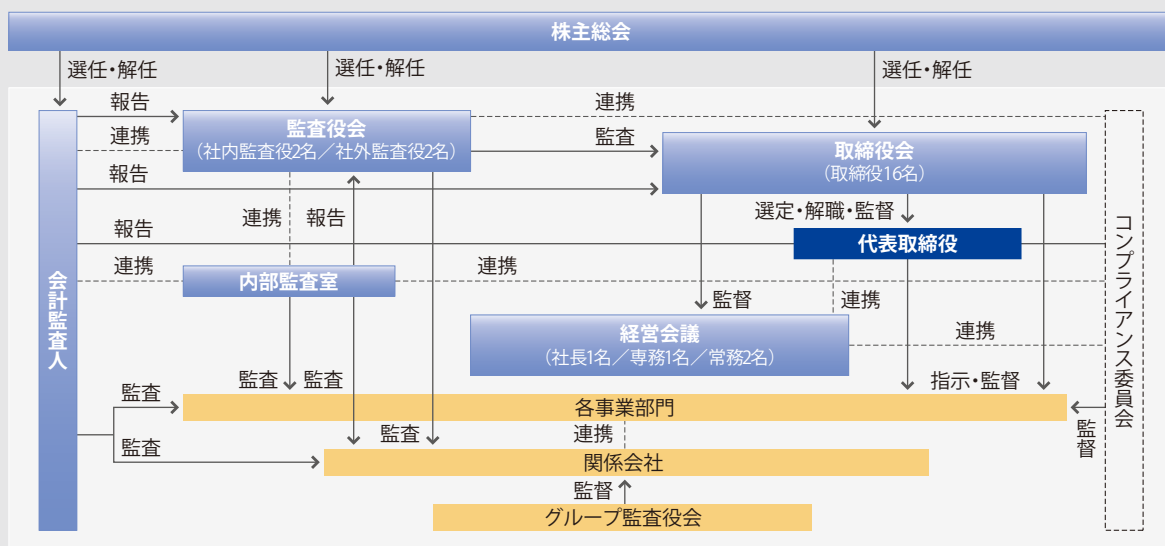 株主総会
選任・解任
選任・解任
選任・解任
報告
連携
連携
監査役会
(社内監査役2名／社外監査役2名)
監査
取締役会
(取締役16名)
報告
連携
報告
選定・解職・監督
報告
代表取締役
連携
内部監査室
連携
監督
連携
会計監査人
経営会議
(社長1名／専務1名／常務2名)
連携
コンプライアンス委員会
監査
監査
指示・監督
監査
各事業部門
監査
連携
監督
監査
関係会社
監督
グループ監査役会